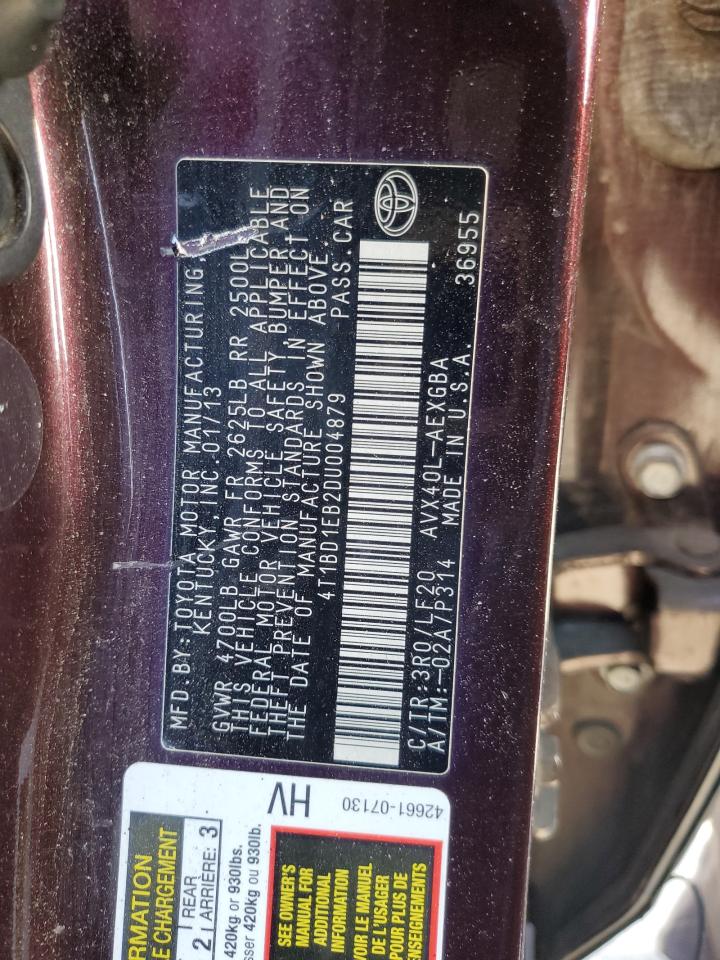 MFD.BY:TOYOTA MOTOR MANUFACTURING
KENTUCKY, INC. 01/13
GVWR 4700LB GAWR FR 2625LB RR 2500LB
THIS VEHICLE CONFORMS TO ALL APPLICABLE
FEDERAL MOTOR VEHICLE SAFETY BUMPER AND
THEFT PREVENTION STANDARDS IN EFFECT ON
THE DATE OF MANUFACTURE SHOWN ABOVE.
4T1BD1EB2DU004879 PASS.CAR
C/TR:3R0/LF20 AVX40L-AEXGBA
A/TM:-02A/P314 MADE IN U.S.A. 36955
RMATION
E CHARGEMENT
2 REAR
ARRIÈRE: 3
420kg or 930lbs.
sser 420kg ou 930lb.
HV
42661-07130
SEE OWNER'S
MANUAL FOR
ADDITIONAL
INFORMATION
VOIR LE MANUEL
DE L'USAGER
POUR PLUS DE
RENSEIGNEMENTS